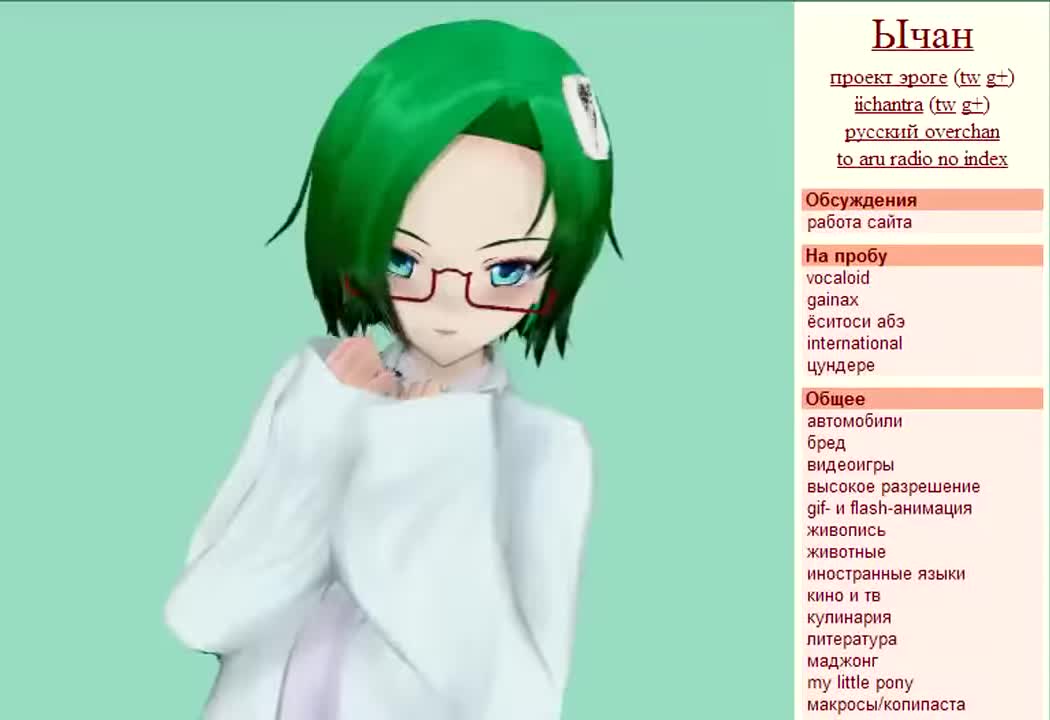 Ычан
проект эроге (tw g+)
iichantra (tw g+)
русский overchan
to aru radio no index
Обсуждения
работа сайта
На пробу
vocaloid
gainax
ёситоси абэ
international
цундере
Общее
автомобили
бред
видеоигры
высокое разрешение
gif- и flash-анимация
живопись
животные
иностранные языки
кино и тв
кулинария
литература
маджонг
my little pony
макросы/копипаста